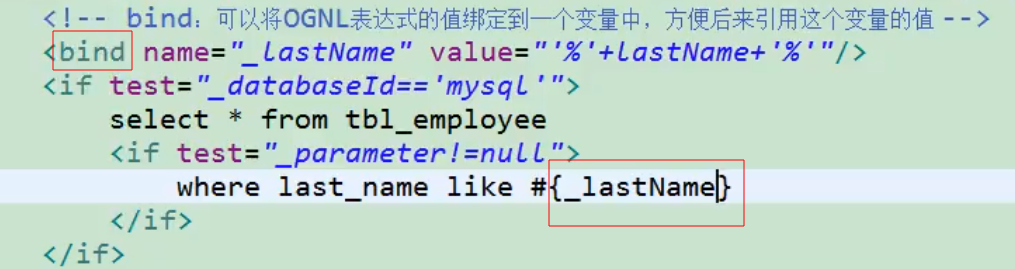 <!-- bind：可以将OGNL表达式的值绑定到一个变量中，方便后来引用这个变量的值 -->
<bind name="_lastName" value="'%'+lastName+'%'"/>
<if test="_databaseId=='mysql'">
select * from tbl_employee
<if test="_parameter!=null">
where last_name like #{_lastName}
</if>
</if>